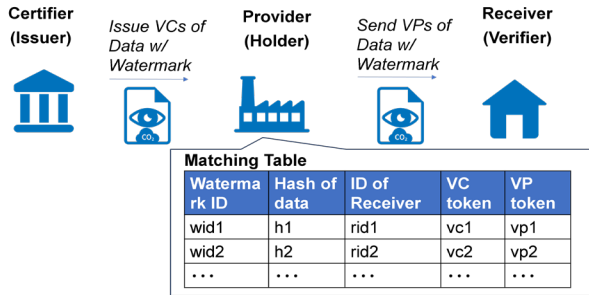 Certifier
(Issuer)
Issue VCs of
Data w/
Watermark
Provider
(Holder)
Send VPs of
Data w/
Watermark
Receiver
(Verifier)
CO₂
CO₂
Matching Table
Waterma
rk ID
Hash of
data
ID of
Receiver
VC
token
VP
token
wid1 h1 rid1 vc1 vp1
wid2 h2 rid2 vc2 vp2
… … … … …